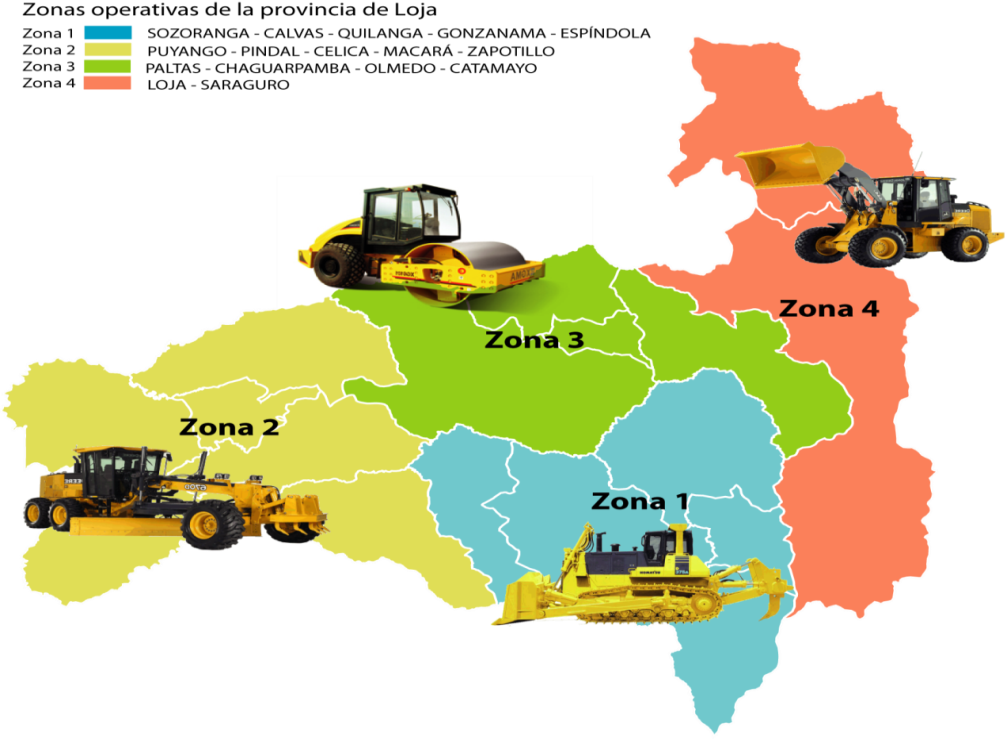 Zonas operativas de la provincia de Loja
Zona 1 SOZORANGA - CALVAS - QUILANGA - GONZANAMA - ESPÍNDOLA
Zona 2 PUYANGO - PINDAL - CELICA - MACARÁ - ZAPOTILLO
Zona 3 PALTAS - CHAGUARPAMBA - OLMEDO - CATAMAYO
Zona 4 LOJA - SARAGURO
Zona 4
Zona 3
Zona 2
Zona 1